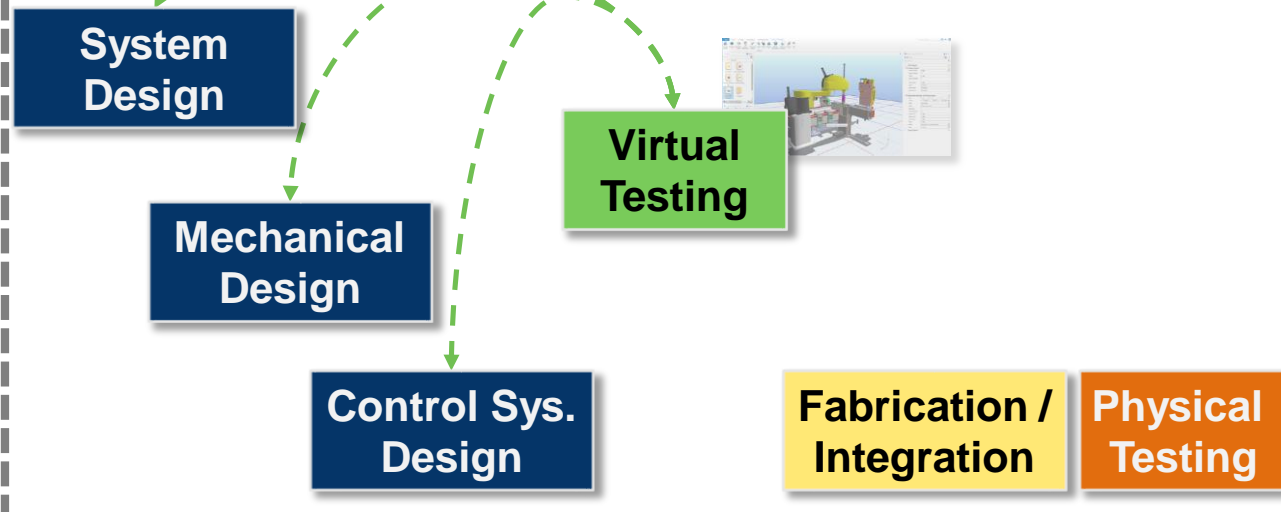 System
Design
Virtual
Testing
Mechanical
Design
Control Sys.
Design
Fabrication /
Integration
Physical
Testing